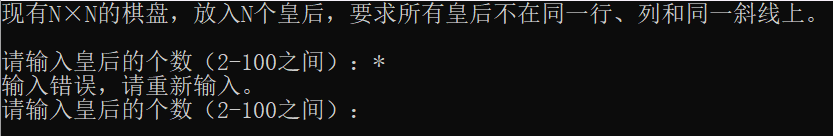 现有N×N的棋盘，放入N个皇后，要求所有皇后不在同一行、列和同一斜线上。
请输入皇后的个数（2-100之间）：*
输入错误，请重新输入。
请输入皇后的个数（2-100之间）：